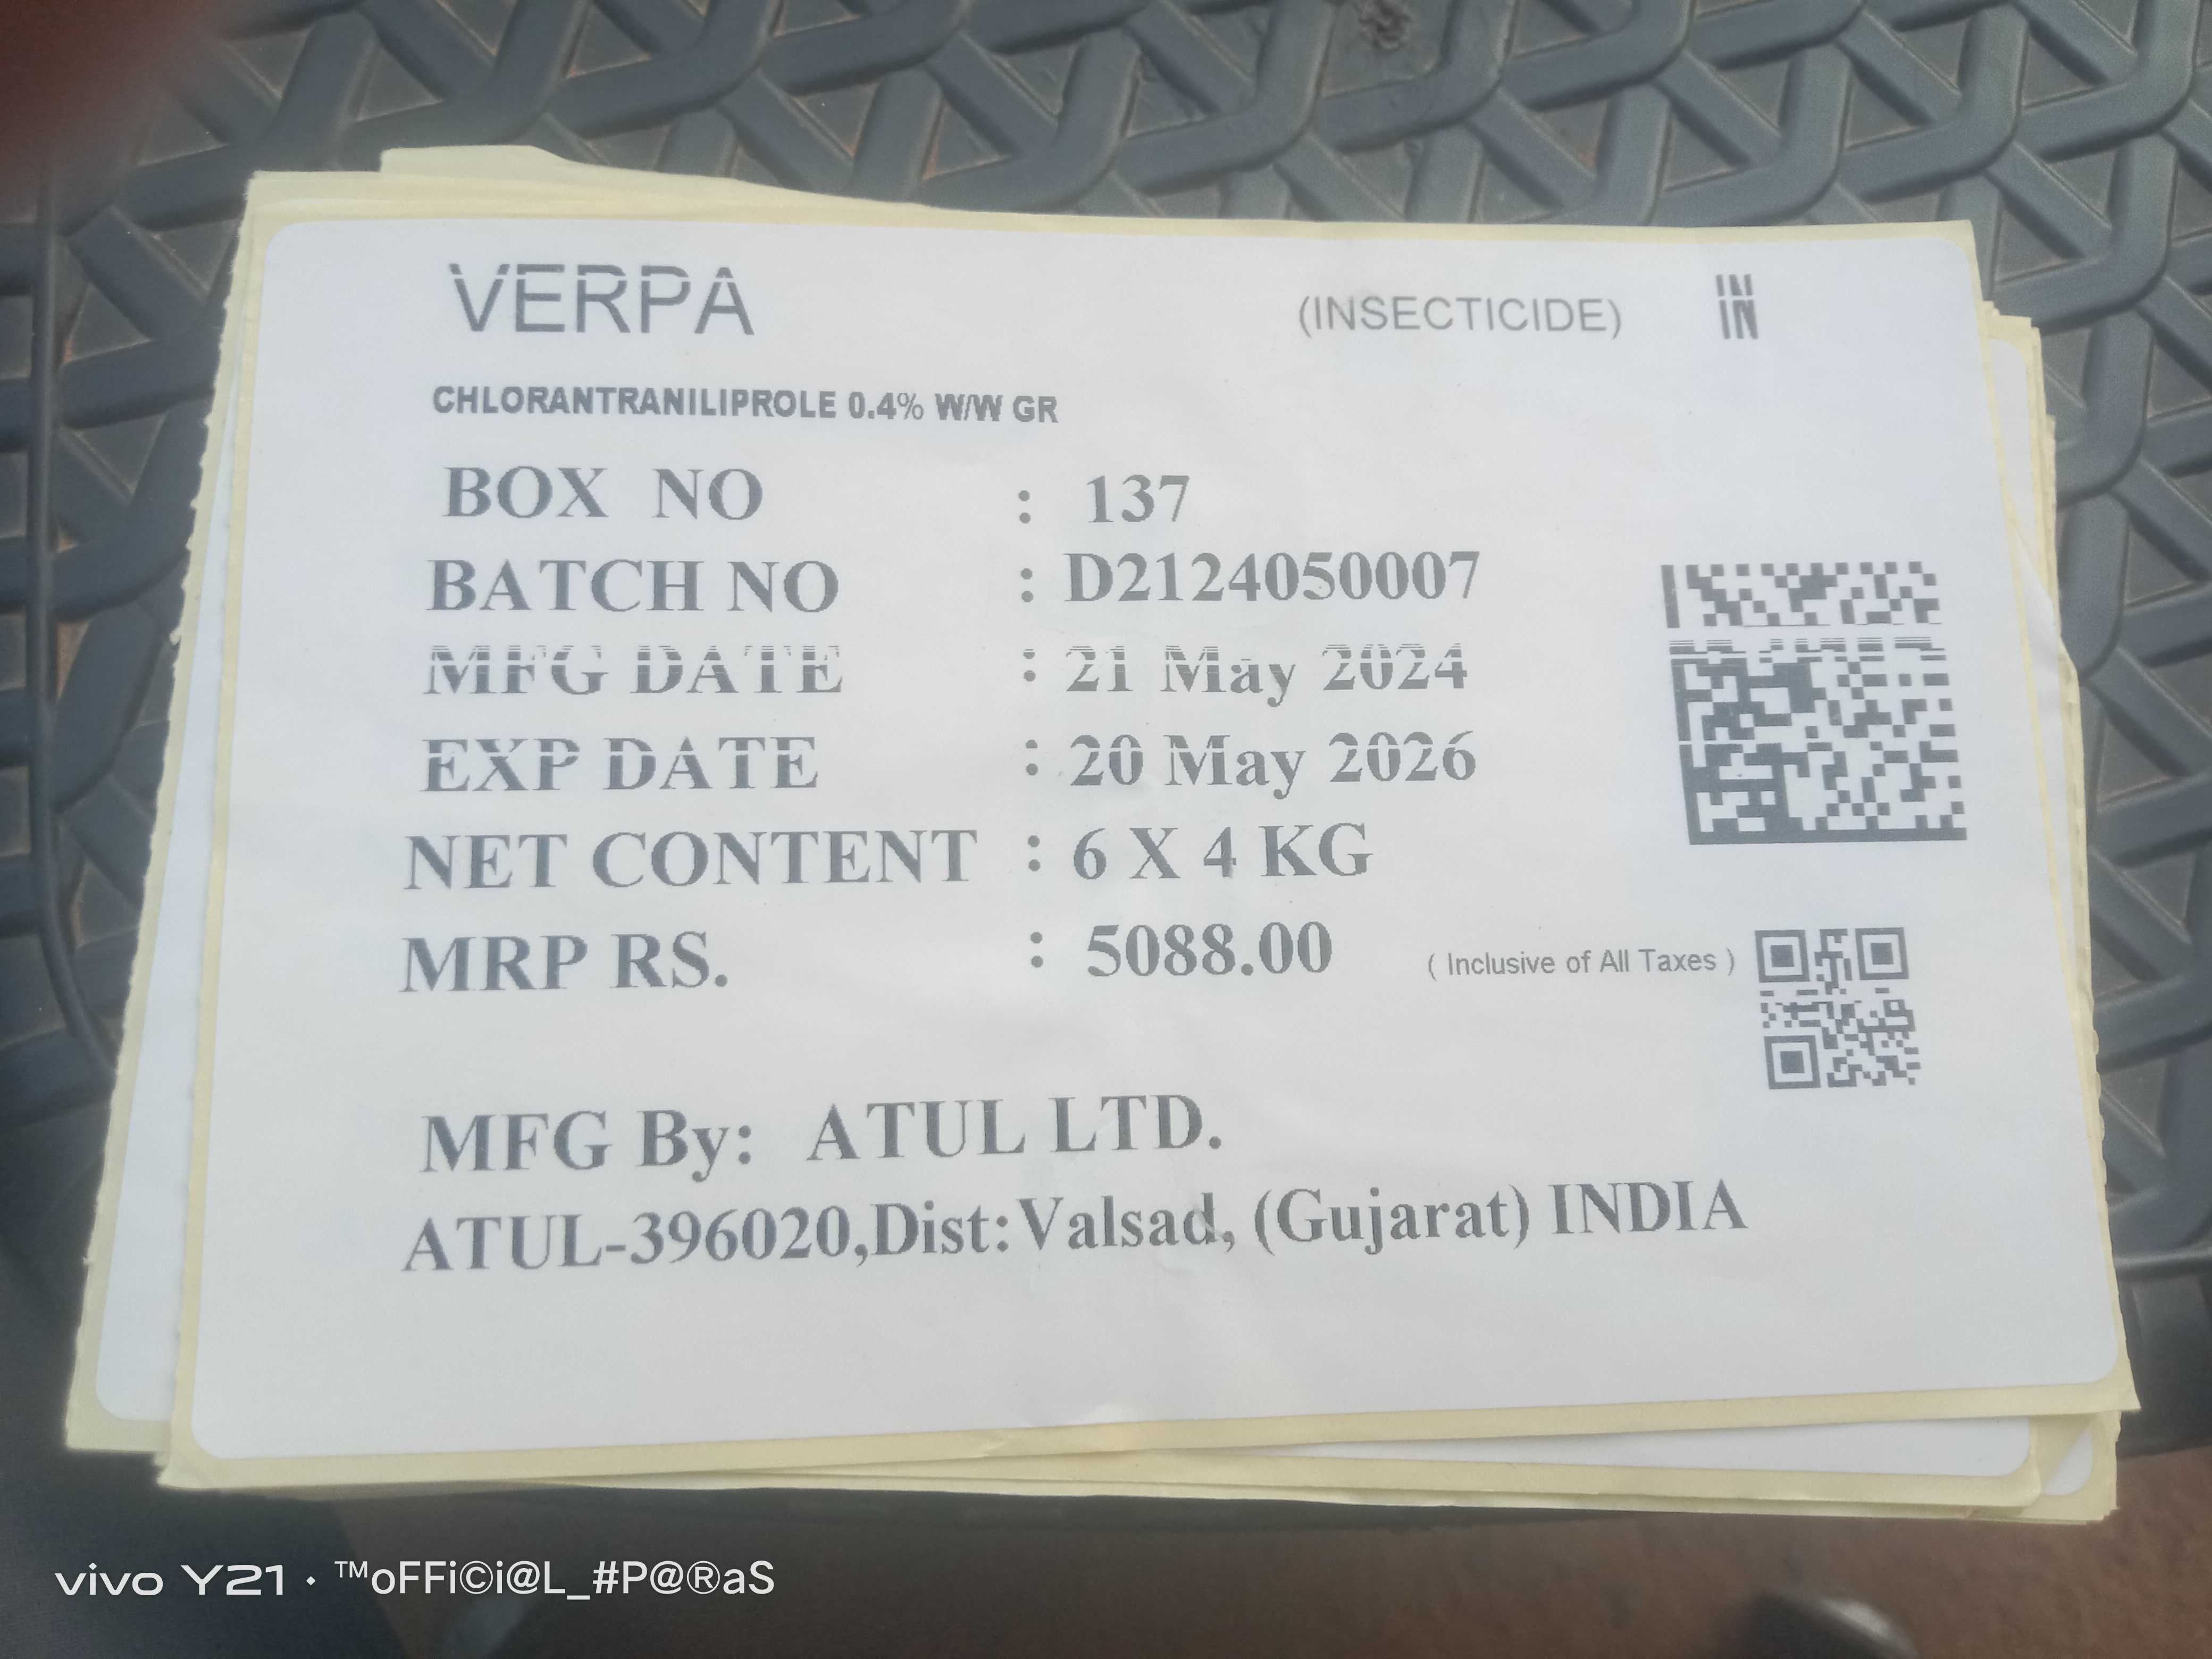 VERPA (INSECTICIDE) IN
CHLORANTRANILIPROLE 0.4% W/W GR
BOX NO : 137
BATCH NO : D2124050007
MFG DATE : 21 May 2024
EXP DATE : 20 May 2026
NET CONTENT : 6 X 4 KG
MRP RS. : 5088.00 ( Inclusive of All Taxes )
MFG By: ATUL LTD.
ATUL-396020,Dist:Valsad, (Gujarat) INDIA
vivo Y21 · ™oFFi©i@L_#P@®aS